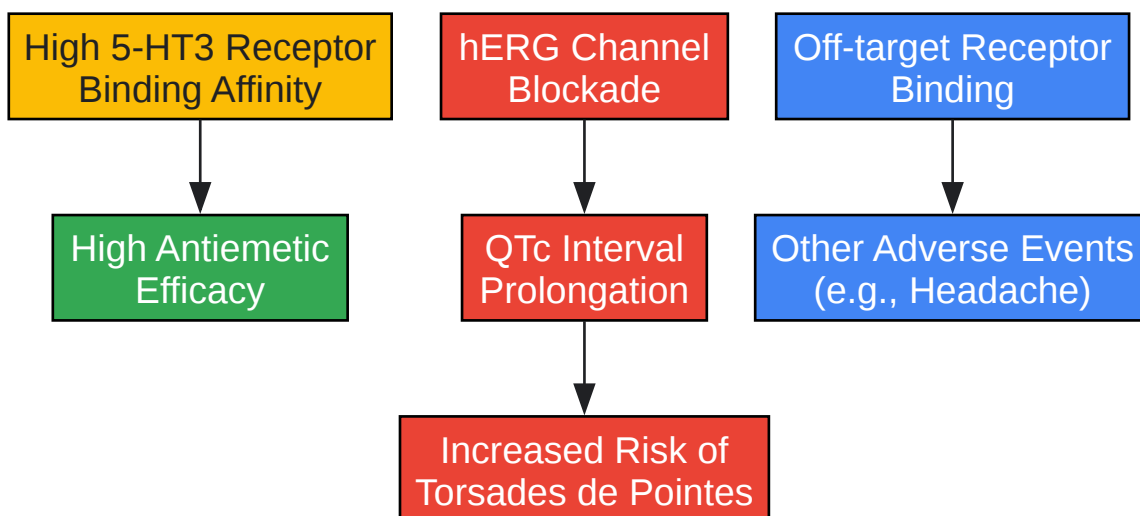 High 5-HT3 Receptor
Binding Affinity
hERG Channel
Blockade
Off-target Receptor
Binding
High Antiemetic
Efficacy
QTc Interval
Prolongation
Other Adverse Events
(e.g., Headache)
Increased Risk of
Torsades de Pointes